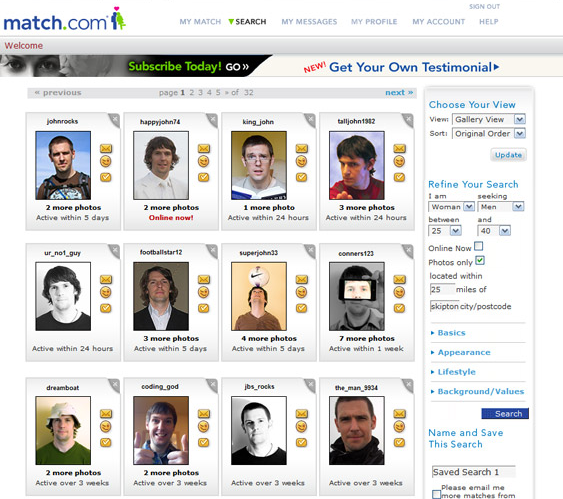 SIGN OUT
match.com
MY MATCH ▼SEARCH MY MESSAGES MY PROFILE MY ACCOUNT HELP
Welcome
Subscribe Today! GO »
NEW! Get Your Own Testimonial
« previous page 1 2 3 4 5 » of 32 next »
johnrocks happyjohn74 king_john talljohn1982
2 more photos 2 more photos 1 more photo 3 more photos
Active within 5 days Online now! Active within 24 hours Active within 24 hours
ur_no1_guy footballstar12 superjohn33 conners123
3 more photos 4 more photos 7 more photos
Active within 24 hours Active within 5 days Active within 5 days Active within 1 week
dreamboat coding_god jbs_rocks the_man_9934
2 more photos 2 more photos
Active over 3 weeks Active over 3 weeks Active over 3 weeks Active over 3 weeks
Choose Your View
View: Gallery View
Sort: Original Order
Update
Refine Your Search
I am seeking
Woman Men
between and
25 40
Online Now
Photos only
located within
25 miles of
skipton city/postcode
Basics
Appearance
Lifestyle
Background/Values
Search
Name and Save
This Search
Saved Search 1
Please email me
more matches from